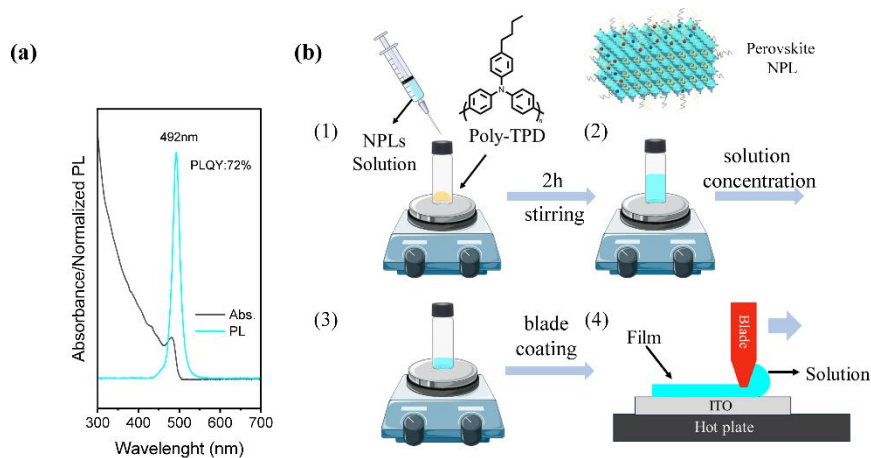 (a)
492nm
PLQY:72%
Abs.
PL
Absorbance/Normalized PL
300 400 500 600 700
Wavelenght (nm)
(b)
Perovskite
NPL
N
n
(1)
NPLs
Solution
Poly-TPD
2h
stirring
(2)
solution
concentration
(3)
blade
coating
(4)
Film
Blade
Solution
ITO
Hot plate